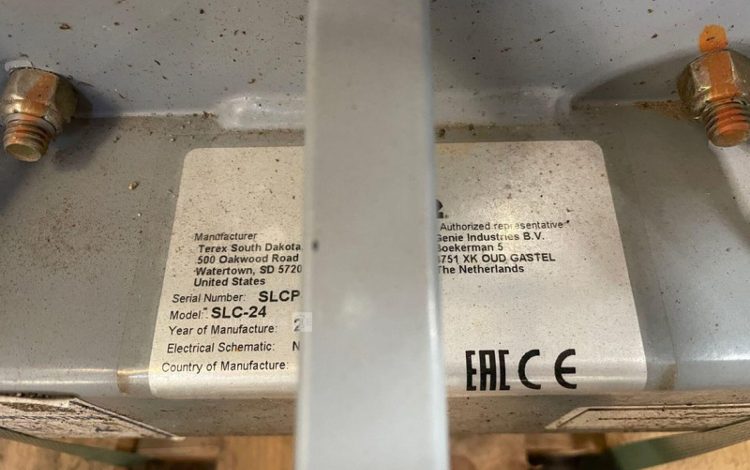 Manufacturer
Terex South Dakota
500 Oakwood Road
Watertown, SD 5720
United States
Serial Number: SLCP
Model: SLC-24
Year of Manufacture: 2
Electrical Schematic: N
Country of Manufacture:
Authorized representative
Genie Industries B.V.
Boekerman 5
4751 XK OUD GASTEL
The Netherlands
EAC CE